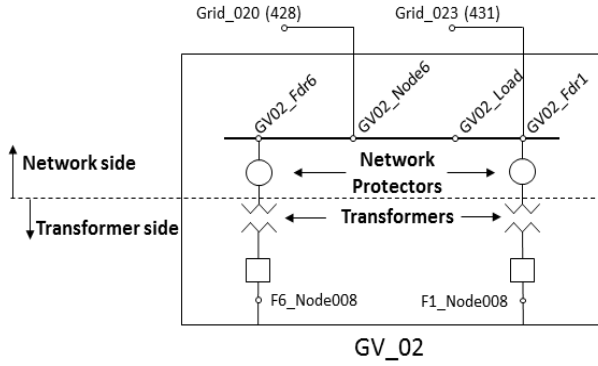 Grid_020 (428)
Grid_023 (431)
GV02_Fdr6
GV02_Node6
GV02_Load
GV02_Fdr1
Network side
Network
Protectors
Transformer side
Transformers
F6_Node008
F1_Node008
GV_02